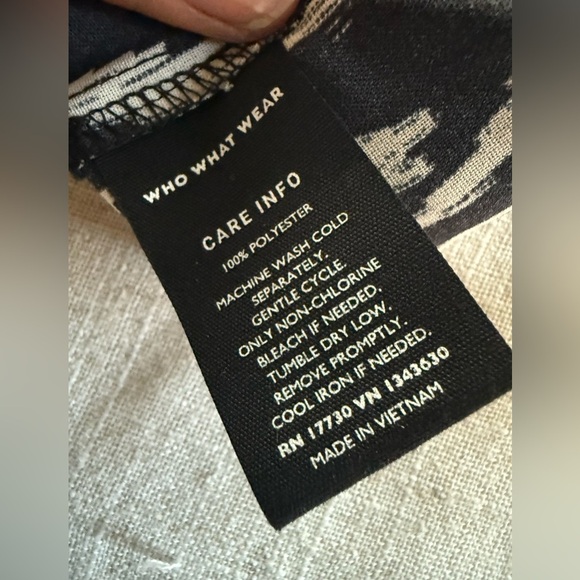 WHO WHAT WEAR
CARE INFO
100% POLYESTER
MACHINE WASH COLD
SEPARATELY.
GENTLE CYCLE.
ONLY NON-CHLORINE
BLEACH IF NEEDED.
TUMBLE DRY LOW.
REMOVE PROMPTLY.
COOL IRON IF NEEDED.
RN 17730 VN 1343630
MADE IN VIETNAM